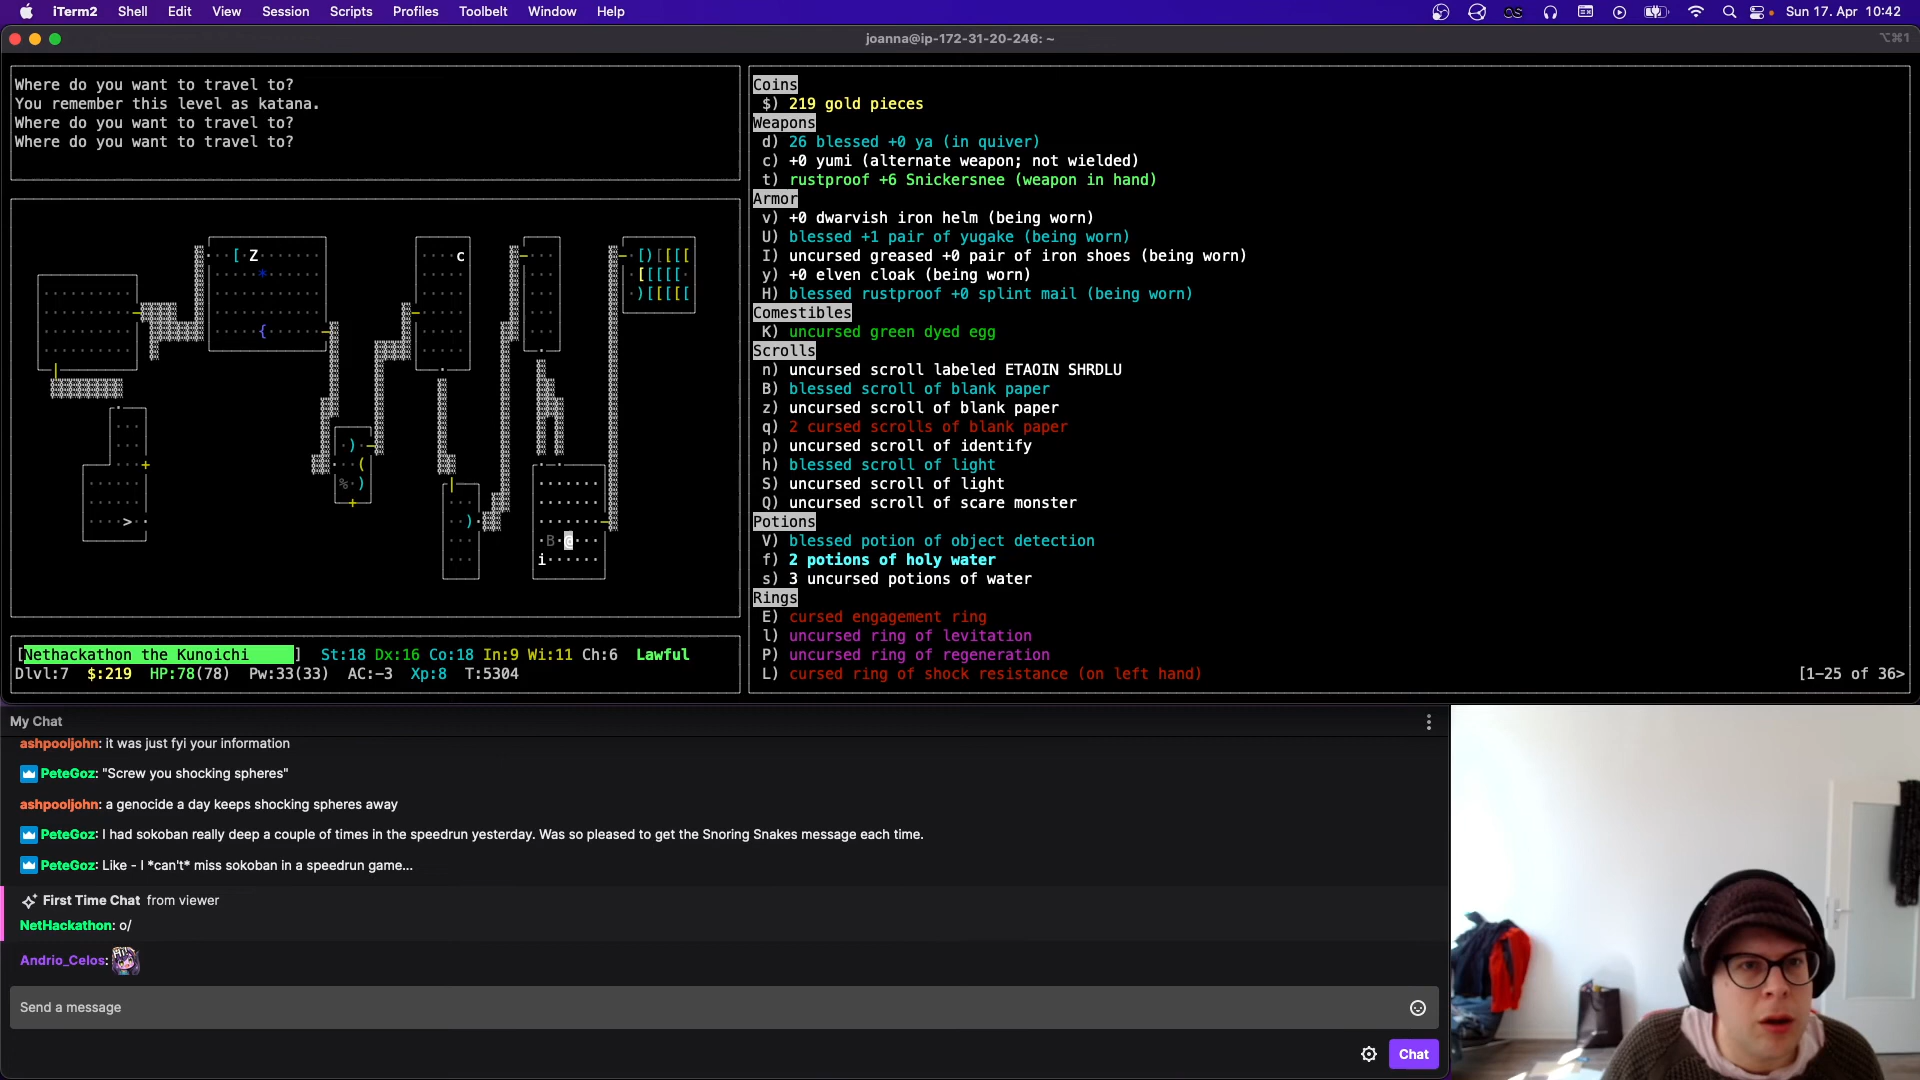 iTerm2 Shell Edit View Session Scripts Profiles Toolbelt Window Help Sun 17. Apr 10:42
joanna@ip-172-31-20-246: ~ ⌥⌘1
Where do you want to travel to?
You remember this level as katana.
Where do you want to travel to?
Where do you want to travel to?
[Nethackathon the Kunoichi ] St:18 Dx:16 Co:18 In:9 Wi:11 Ch:6 Lawful
Dlvl:7 $:219 HP:78(78) Pw:33(33) AC:-3 Xp:8 T:5304
Coins
$) 219 gold pieces
Weapons
d) 26 blessed +0 ya (in quiver)
c) +0 yumi (alternate weapon; not wielded)
t) rustproof +6 Snickersnee (weapon in hand)
Armor
v) +0 dwarvish iron helm (being worn)
U) blessed +1 pair of yugake (being worn)
I) uncursed greased +0 pair of iron shoes (being worn)
y) +0 elven cloak (being worn)
H) blessed rustproof +0 splint mail (being worn)
Comestibles
K) uncursed green dyed egg
Scrolls
n) uncursed scroll labeled ETAOIN SHRDLU
B) blessed scroll of blank paper
z) uncursed scroll of blank paper
q) 2 cursed scrolls of blank paper
p) uncursed scroll of identify
h) blessed scroll of light
S) uncursed scroll of light
Q) uncursed scroll of scare monster
Potions
V) blessed potion of object detection
f) 2 potions of holy water
s) 3 uncursed potions of water
Rings
E) cursed engagement ring
l) uncursed ring of levitation
P) uncursed ring of regeneration
L) cursed ring of shock resistance (on left hand)
[1-25 of 36>
My Chat
ashpooljohn: it was just fyi your information
PeteGoz: "Screw you shocking spheres"
ashpooljohn: a genocide a day keeps shocking spheres away
PeteGoz: I had sokoban really deep a couple of times in the speedrun yesterday. Was so pleased to get the Snoring Snakes message each time.
PeteGoz: Like - I *can't* miss sokoban in a speedrun game...
First Time Chat from viewer
NetHackathon: o/
Andrio_Celos:
Send a message
Chat